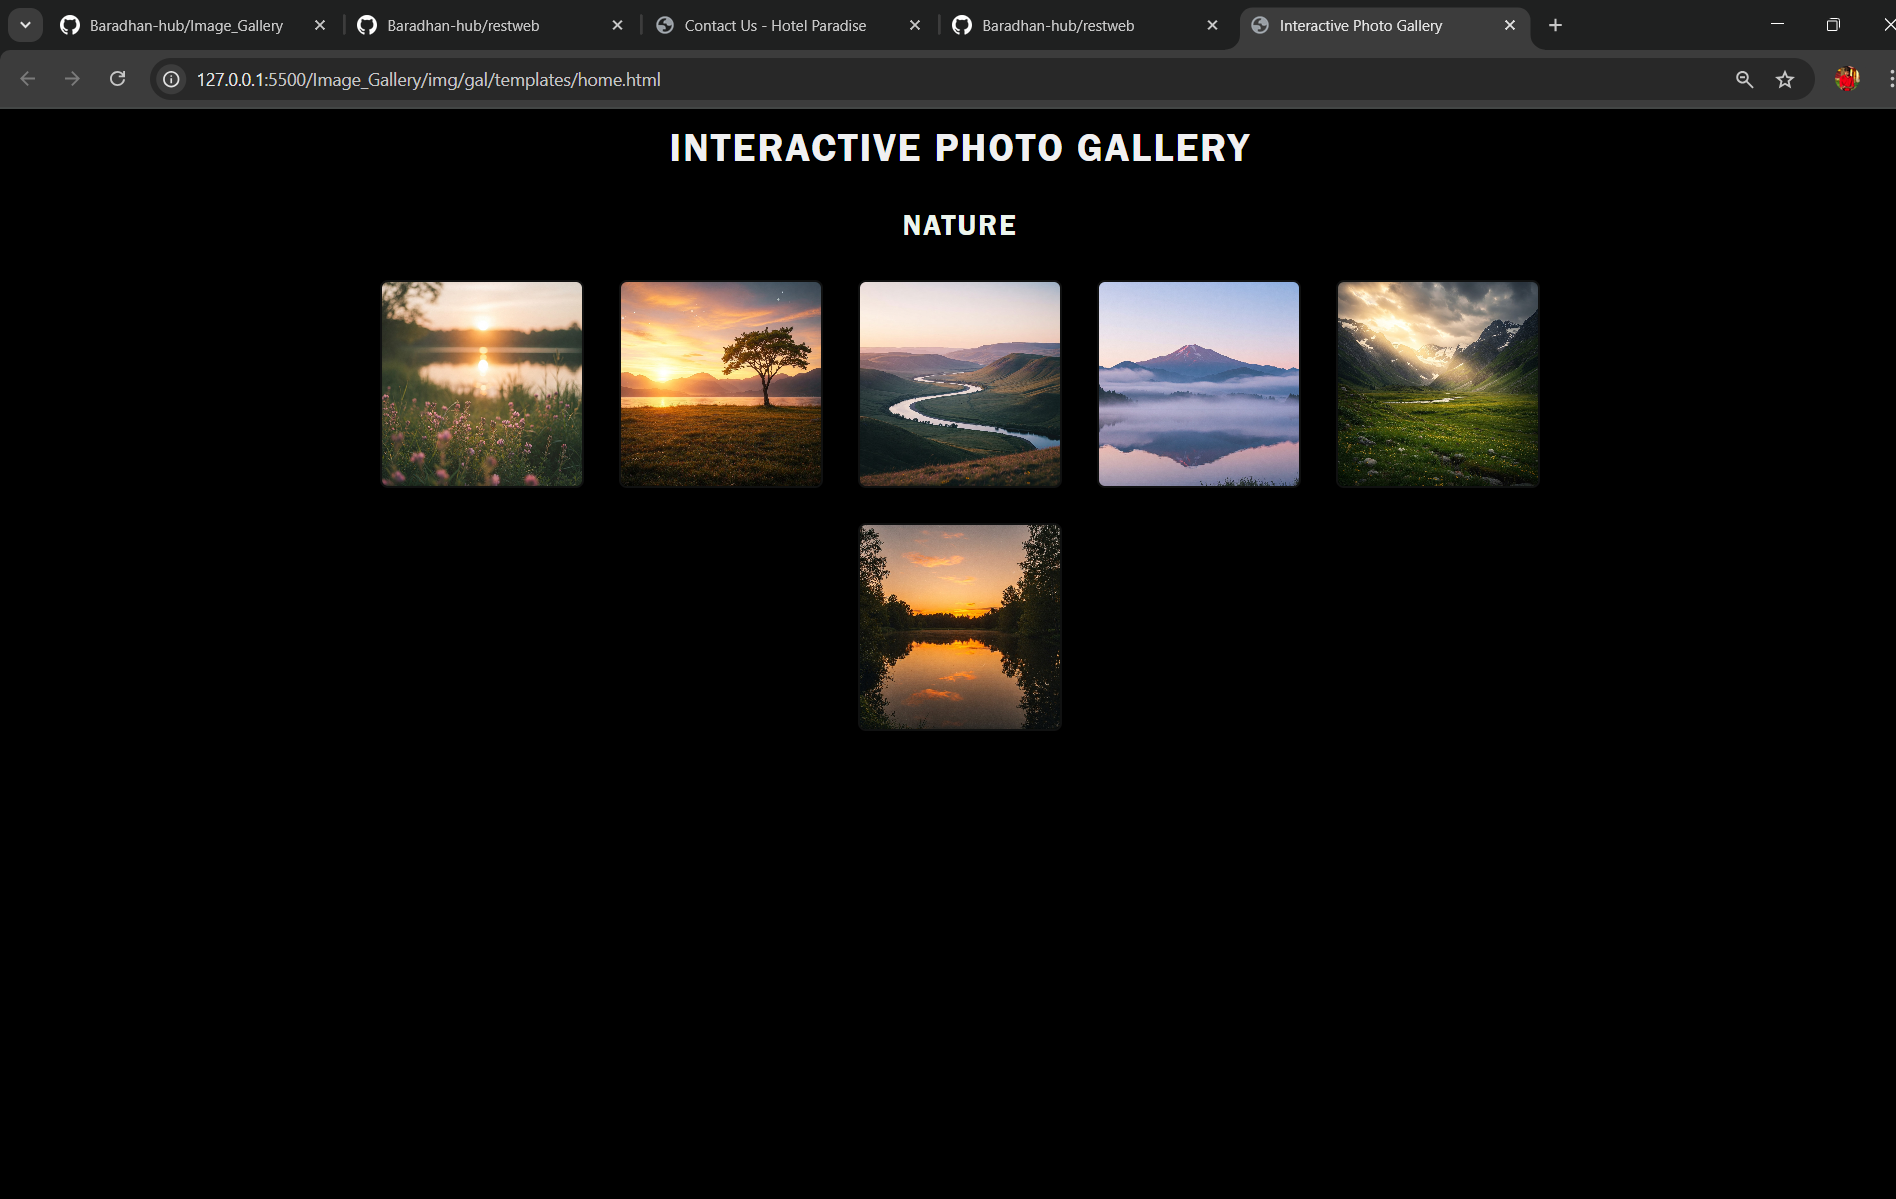 Baradhan-hub/Image_Gallery
Baradhan-hub/restweb
Contact Us - Hotel Paradise
Baradhan-hub/restweb
Interactive Photo Gallery
127.0.0.1:5500/Image_Gallery/img/gal/templates/home.html
INTERACTIVE PHOTO GALLERY
NATURE